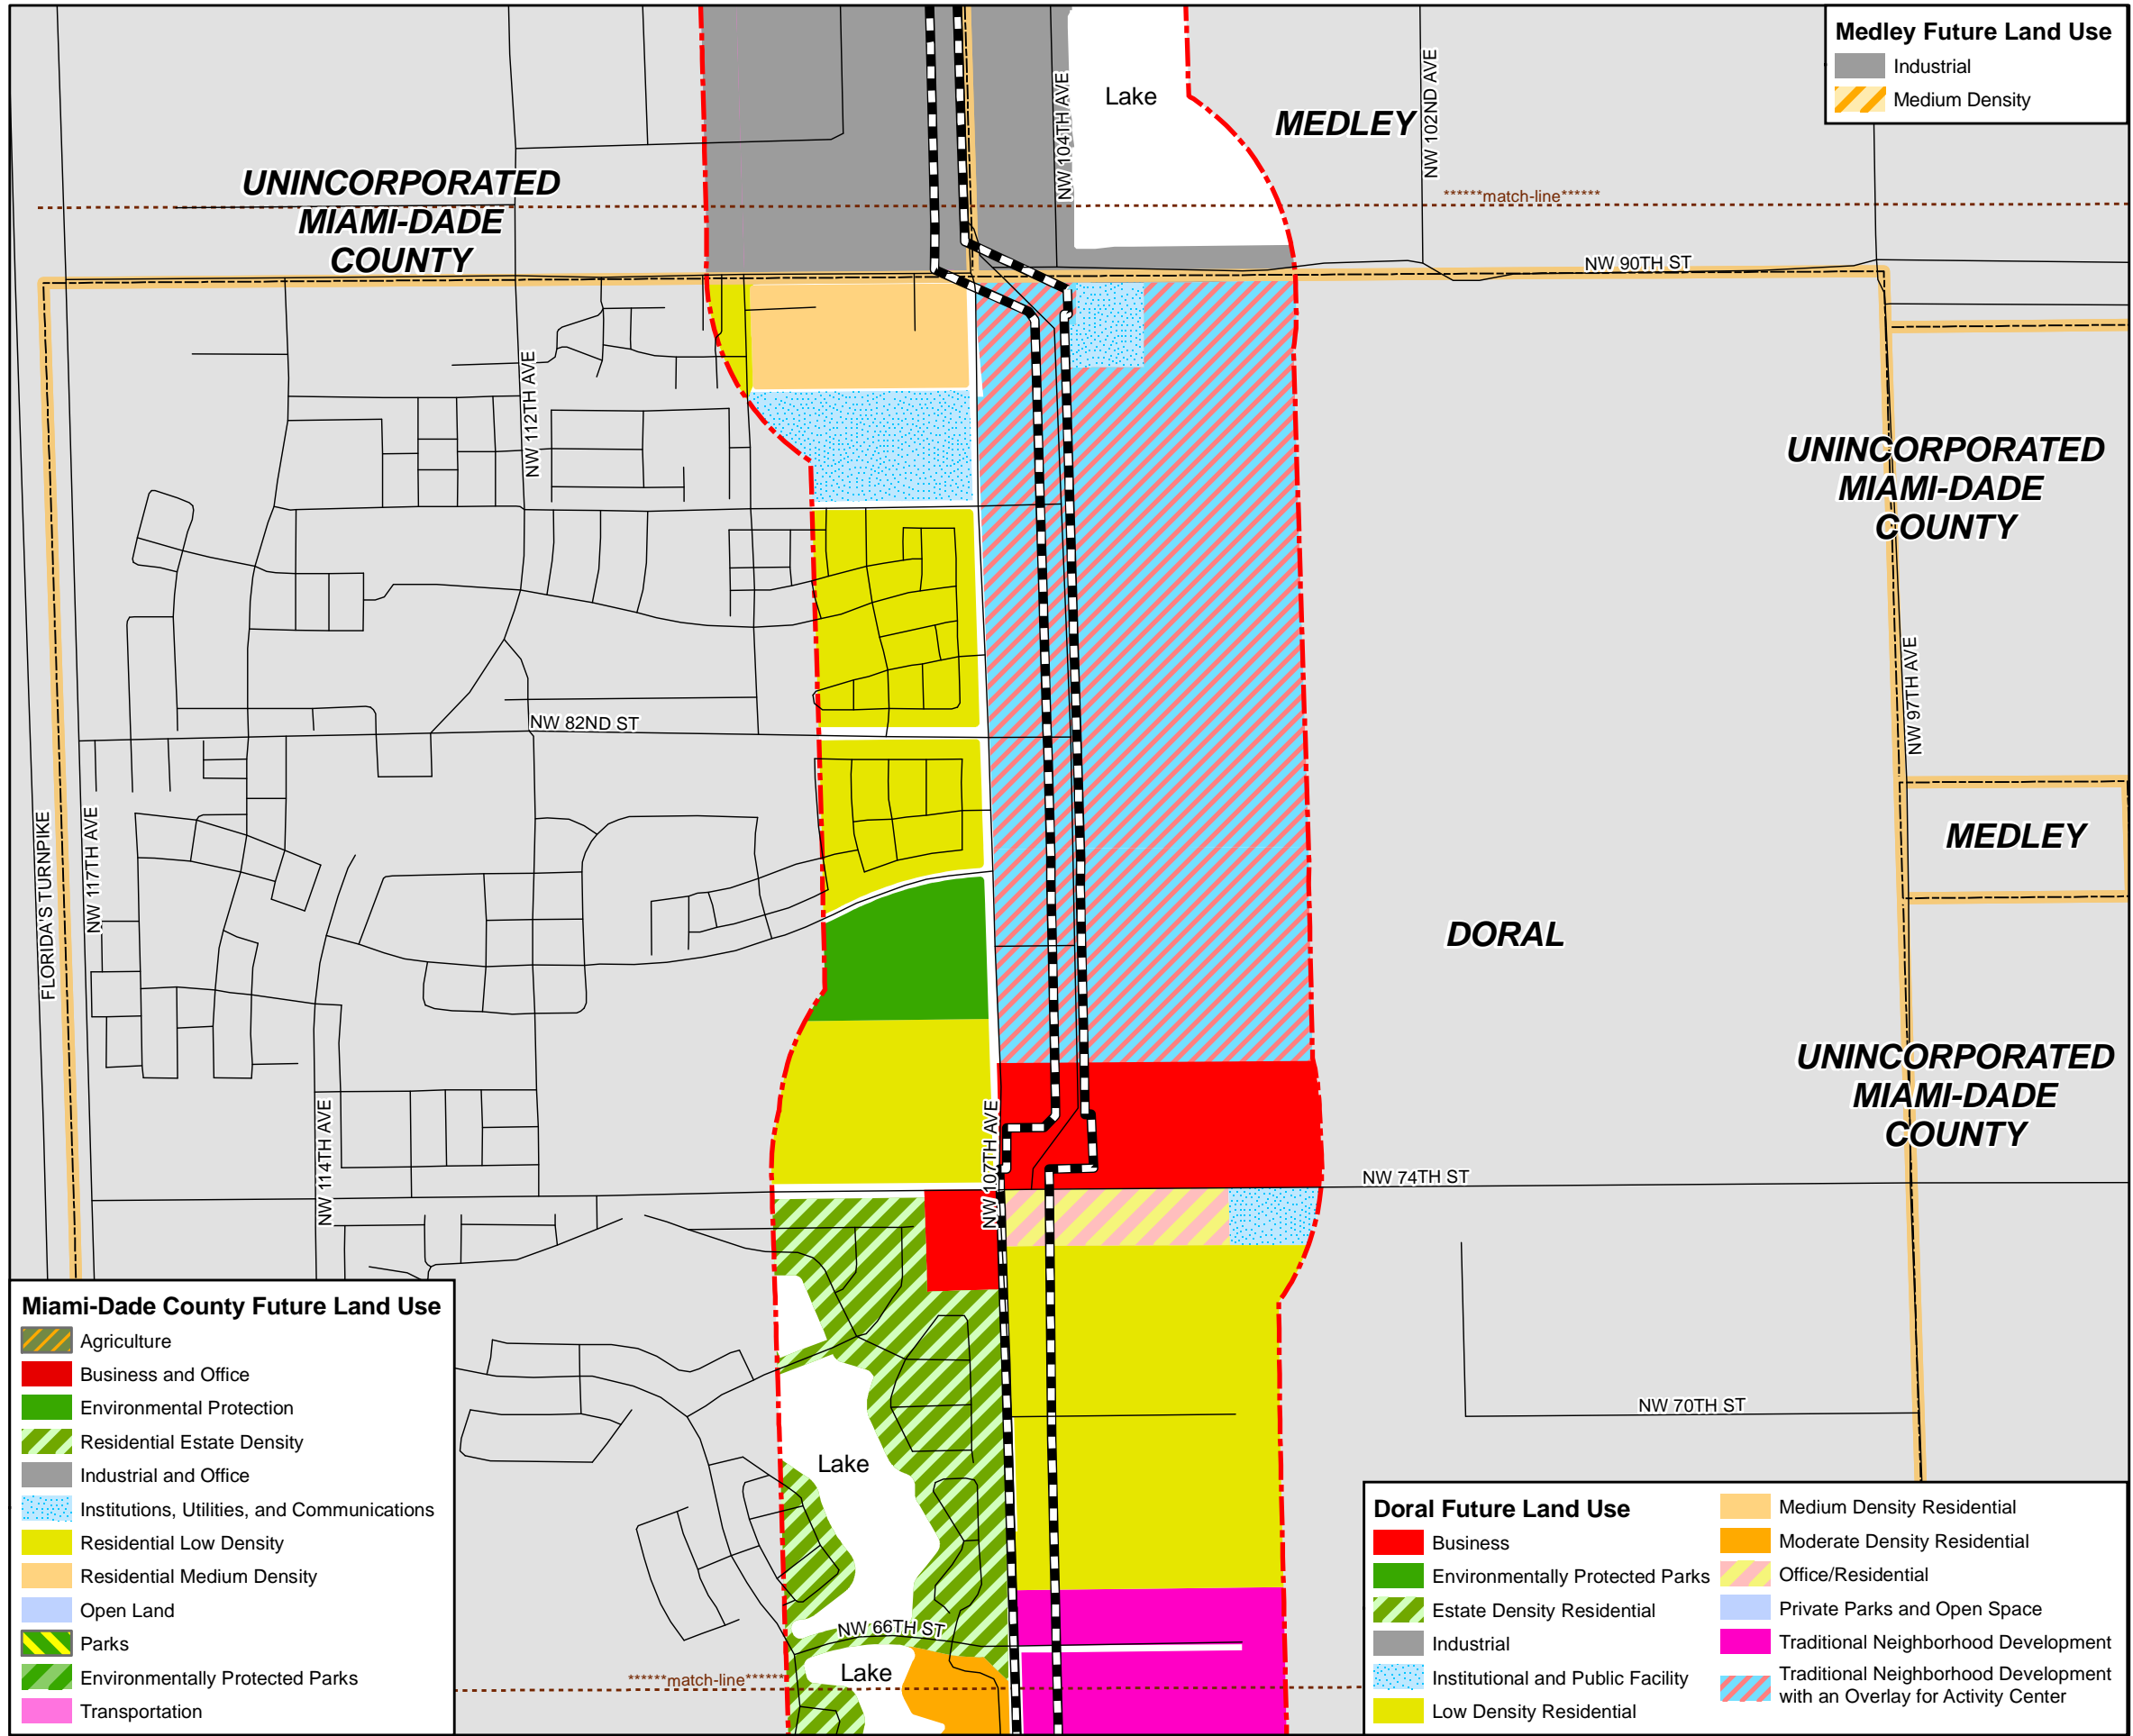 Medley Future Land Use
Industrial
Medium Density
Lake
MEDLEY
NW 104TH AVE
NW 102ND AVE
******match-line******
UNINCORPORATED
MIAMI-DADE
COUNTY
NW 90TH ST
NW 112TH AVE
UNINCORPORATED
MIAMI-DADE
COUNTY
NW 82ND ST
NW 97TH AVE
FLORIDA'S TURNPIKE
NW 117TH AVE
MEDLEY
DORAL
UNINCORPORATED
MIAMI-DADE
COUNTY
NW 114TH AVE
NW 107TH AVE
NW 74TH ST
NW 70TH ST
Lake
NW 66TH ST
Lake
******match-line******
Miami-Dade County Future Land Use
Agriculture
Business and Office
Environmental Protection
Residential Estate Density
Industrial and Office
Institutions, Utilities, and Communications
Residential Low Density
Residential Medium Density
Open Land
Parks
Environmentally Protected Parks
Transportation
Doral Future Land Use
Business
Environmentally Protected Parks
Estate Density Residential
Industrial
Institutional and Public Facility
Low Density Residential
Medium Density Residential
Moderate Density Residential
Office/Residential
Private Parks and Open Space
Traditional Neighborhood Development
Traditional Neighborhood Development
with an Overlay for Activity Center